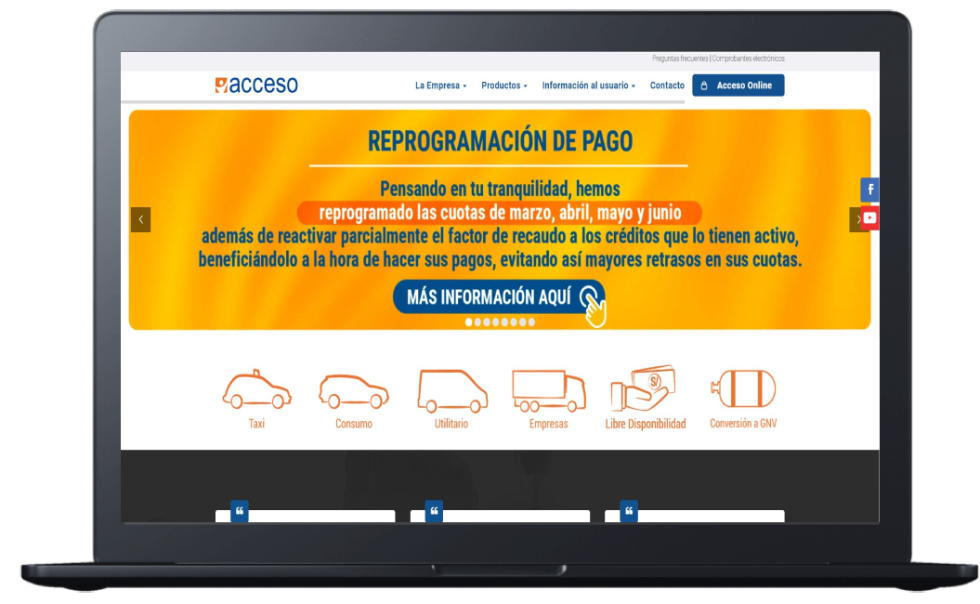 Preguntas frecuentes | Comprobantes electrónicos
acceso
La Empresa
Productos
Información al usuario
Contacto
Acceso Online
REPROGRAMACIÓN DE PAGO
Pensando en tu tranquilidad, hemos
reprogramado las cuotas de marzo, abril, mayo y junio
además de reactivar parcialmente el factor de recaudo a los créditos que lo tienen activo,
beneficiándolo a la hora de hacer sus pagos, evitando así mayores retrasos en sus cuotas.
MÁS INFORMACIÓN AQUÍ
f
S/
Taxi
Consumo
Utilitario
Empresas
Libre Disponibilidad
Conversión a GNV